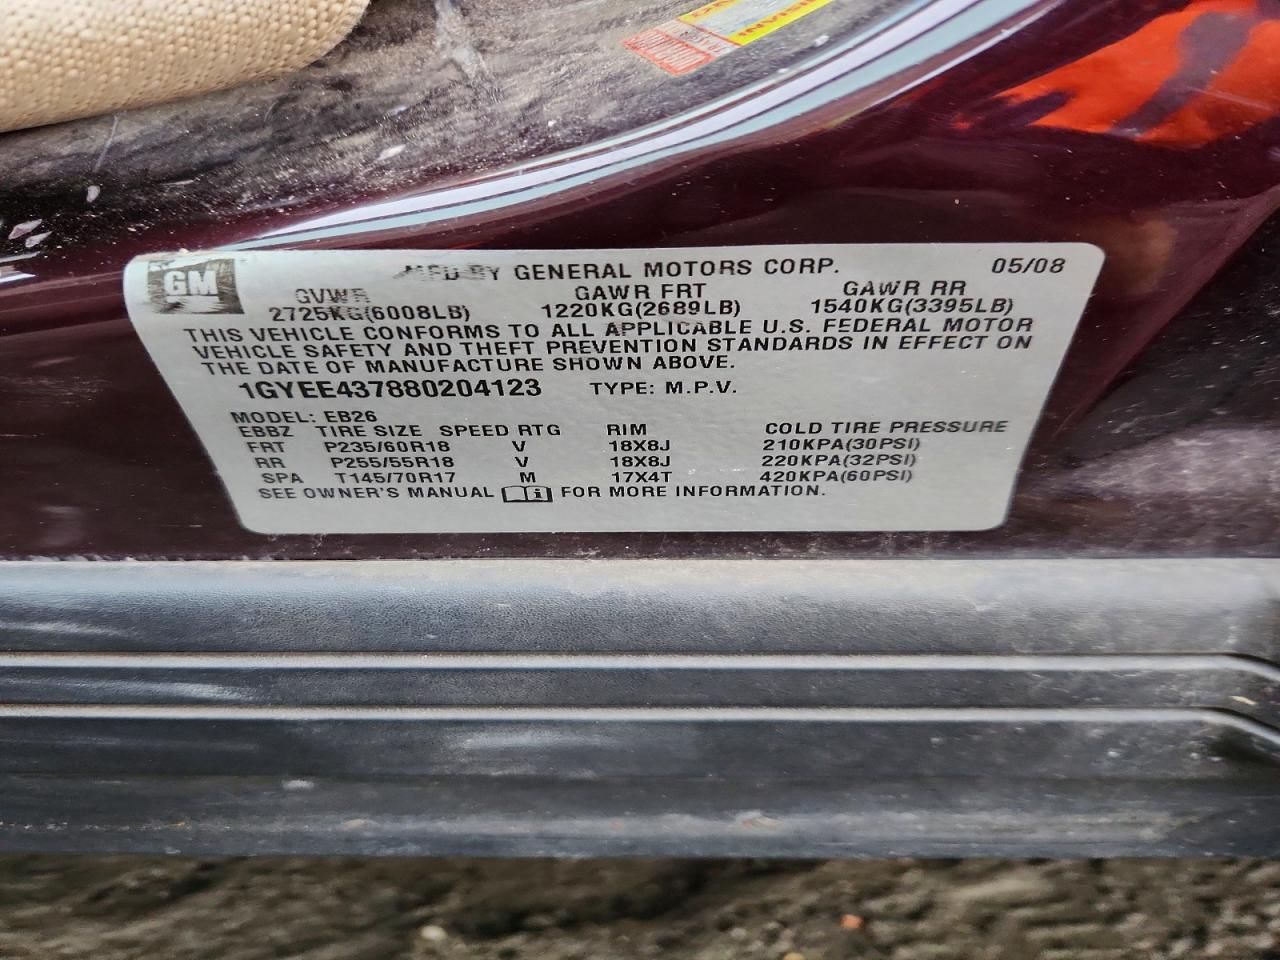 INVISI
GM
MFD BY GENERAL MOTORS CORP. 05/08
GVWR GAWR FRT GAWR RR
2725KG(6008LB) 1220KG(2689LB) 1540KG(3395LB)
THIS VEHICLE CONFORMS TO ALL APPLICABLE U.S. FEDERAL MOTOR
VEHICLE SAFETY AND THEFT PREVENTION STANDARDS IN EFFECT ON
THE DATE OF MANUFACTURE SHOWN ABOVE.
1GYEE437880204123 TYPE: M.P.V.
MODEL: EB26
EBBZ TIRE SIZE SPEED RTG RIM COLD TIRE PRESSURE
FRT P235/60R18 V 18X8J 210KPA(30PSI)
RR P255/55R18 V 18X8J 220KPA(32PSI)
SPA T145/70R17 M 17X4T 420KPA(60PSI)
SEE OWNER'S MANUAL FOR MORE INFORMATION.